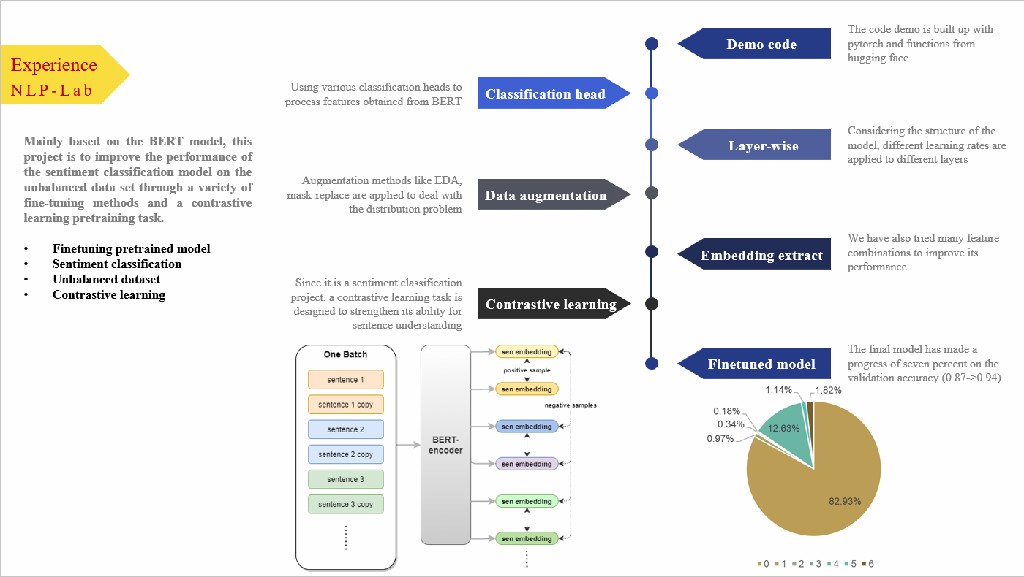 Experience
NLP-Lab
Mainly based on the BERT model, this
project is to improve the performance of
the sentiment classification model on the
unbalanced data set through a variety of
fine-tuning methods and a contrastive
learning pretraining task.
• Finetuning pretrained model
• Sentiment classification
• Unbalanced dataset
• Contrastive learning
Demo code
The code demo is built up with
pytorch and functions from
hugging face
Using various classification heads to
process features obtained from BERT
Classification head
Layer-wise
Considering the structure of the
model, different learning rates are
applied to different layers
Augmentation methods like EDA,
mask replace are applied to deal with
the distribution problem
Data augmentation
Embedding extract
We have also tried many feature
combinations to improve its
performance
Since it is a sentiment classification
project, a contrastive learning task is
designed to strengthen its ability for
sentence understanding
Contrastive learning
Finetuned model
The final model has made a
progress of seven percent on the
validation accuracy (0.87->0.94)
One Batch
sentence 1
sentence 1 copy
sentence 2
sentence 2 copy
sentence 3
sentence 3 copy
BERT-
encoder
sen embedding
positive sample
sen embedding
negative samples
sen embedding
sen embedding
sen embedding
sen embedding
1.14%
1.82%
0.18%
0.34%
0.97%
12.63%
82.93%
0 1 2 3 4 5 6